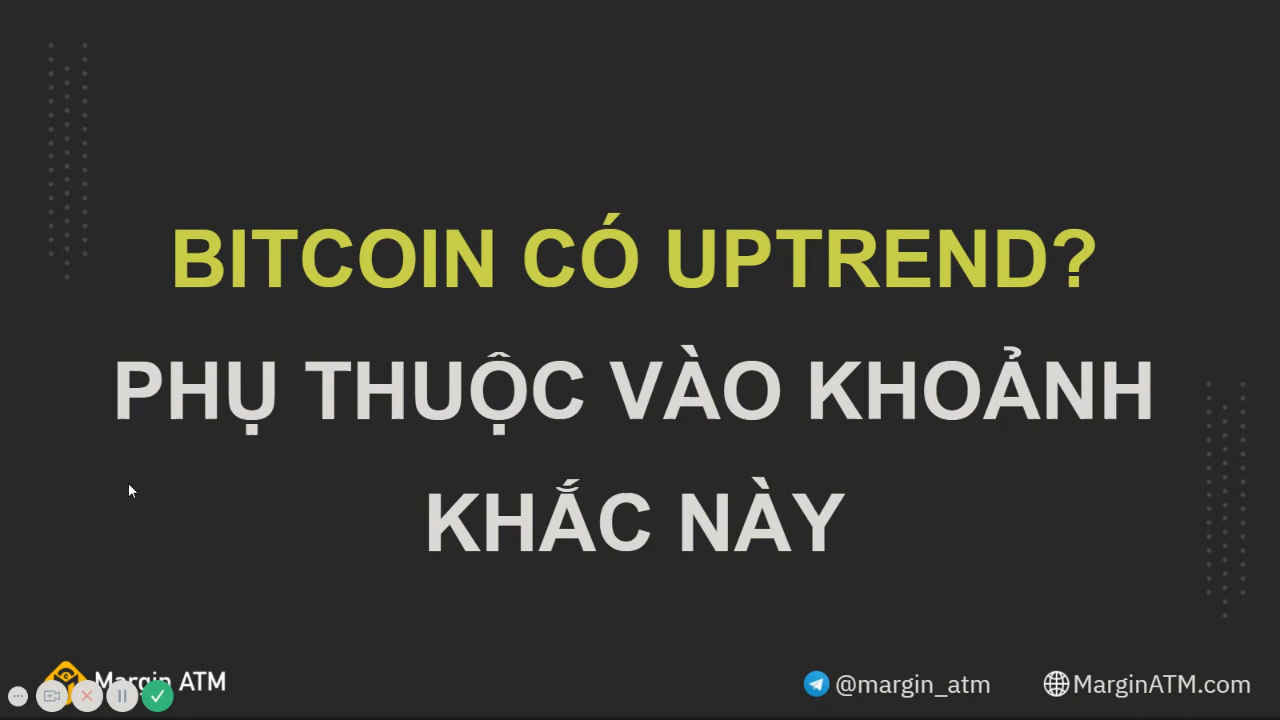 BITCOIN CÓ UPTREND?
PHỤ THUỘC VÀO KHOẢNH
KHẮC NÀY
Margin ATM
@margin_atm
MarginATM.com